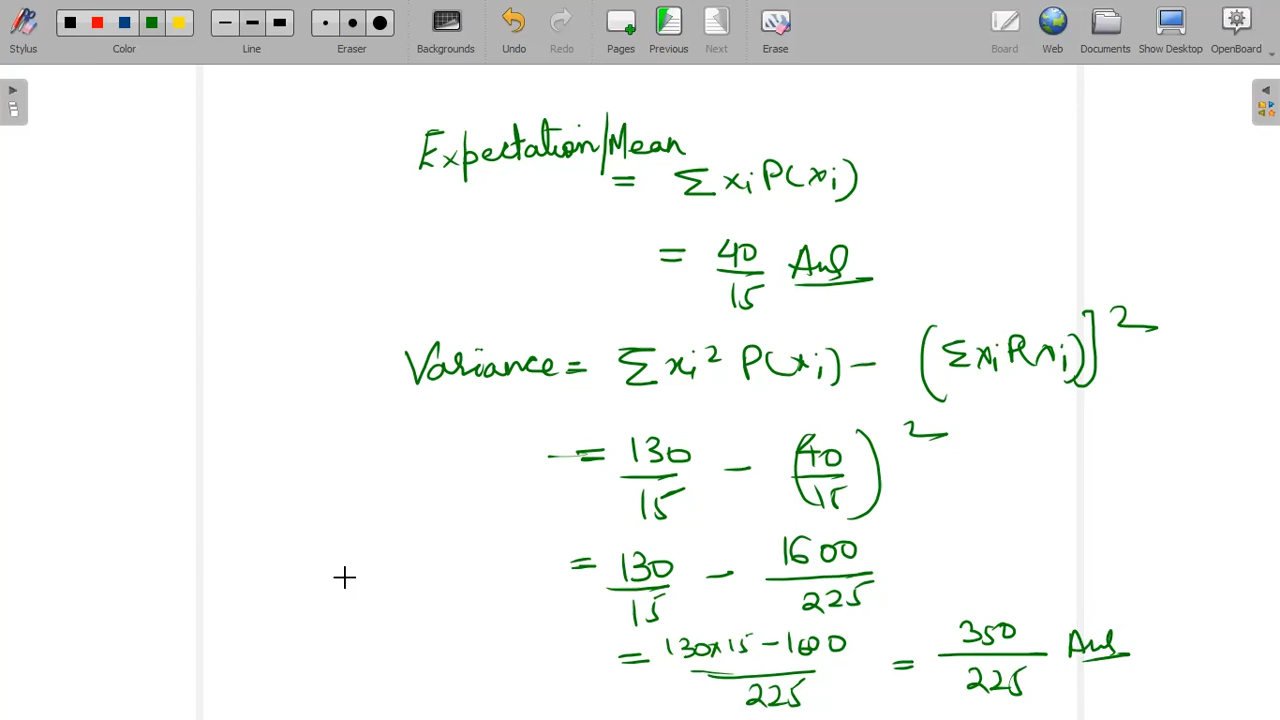 Stylus Color Line Eraser Backgrounds Undo Redo Pages Previous Next Erase Board Web Documents Show Desktop OpenBoard
Expectation/Mean
= Σ xi P(xi)
= 40/15 Ans
Variance = Σ xi² P(xi) - (Σ xi P(xi)]²
= 130/15 - (40/15)²
= 130/15 - 1600/225
= 130x15-1600/225 = 350/225 Ans